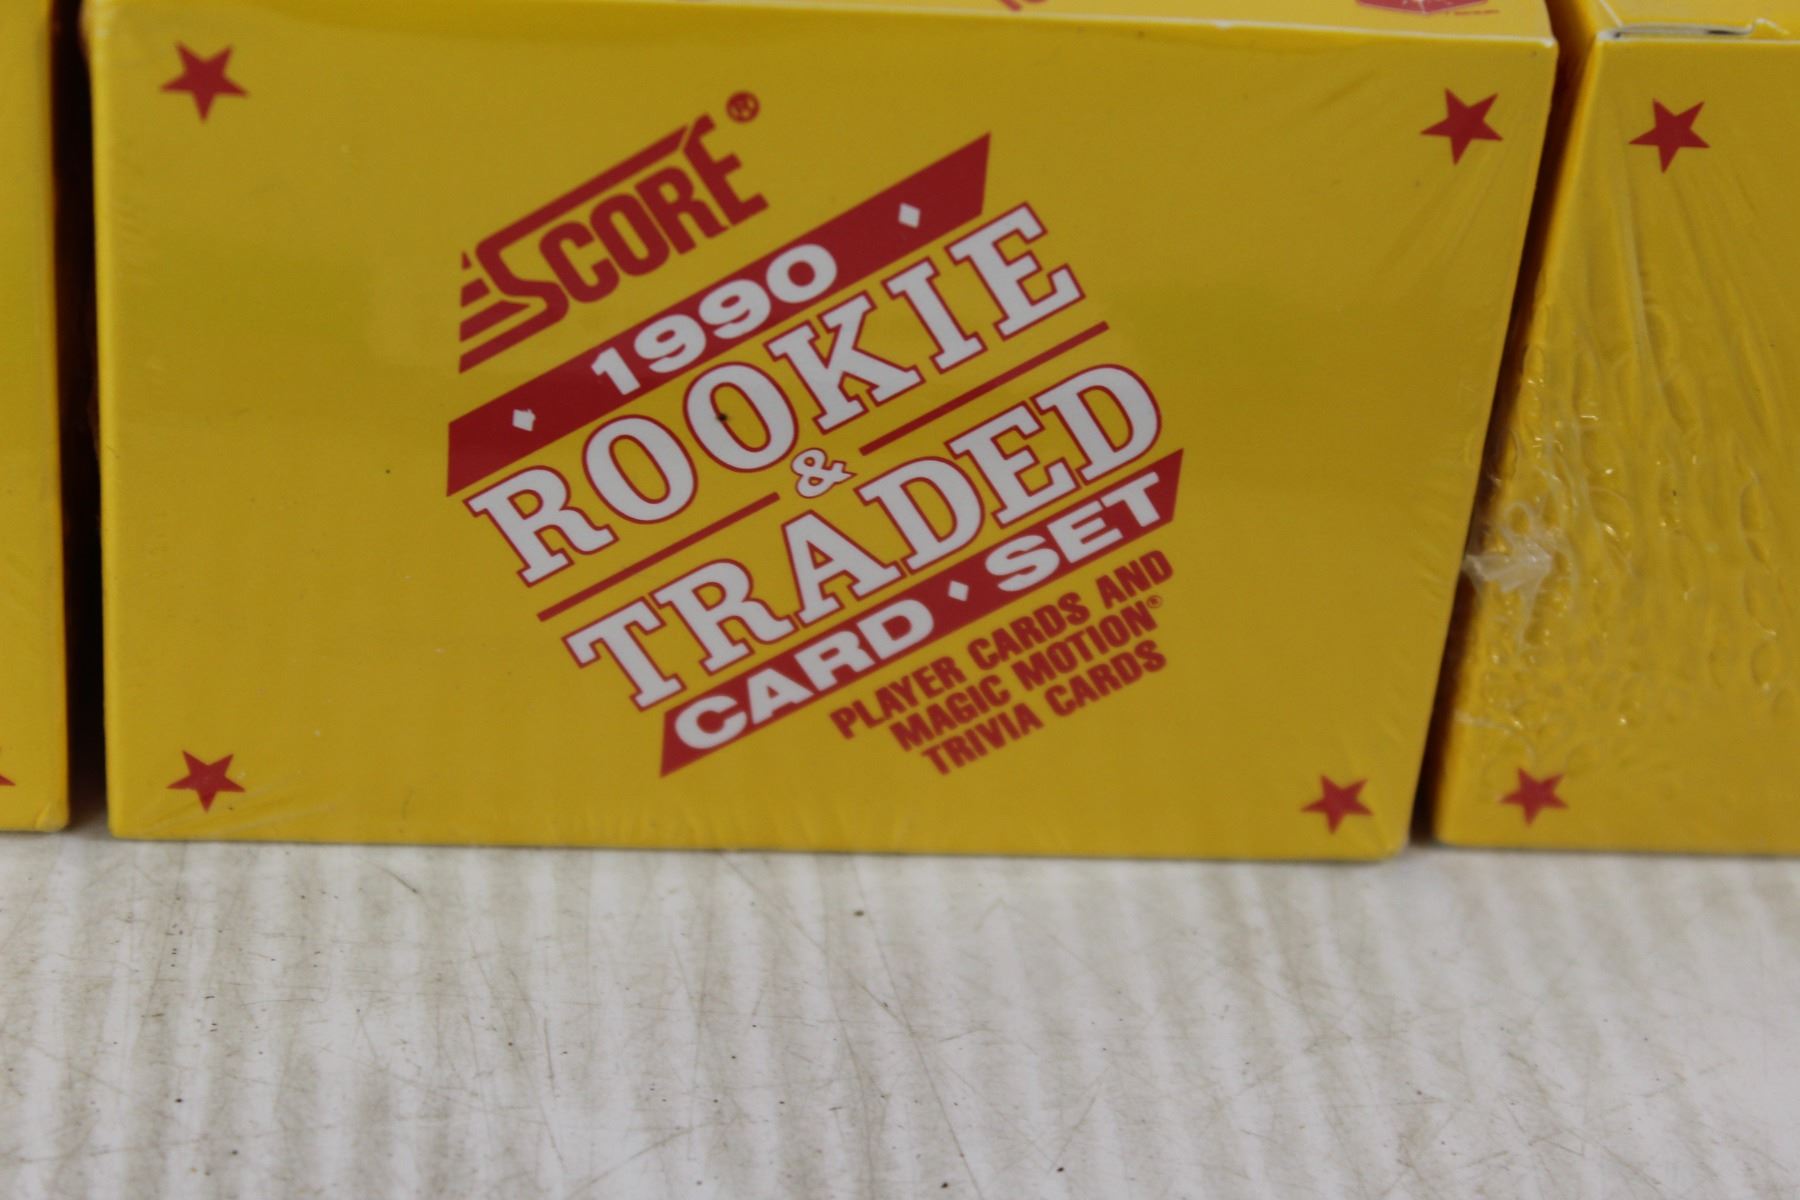 SCORE®
1990
ROOKIE
&
TRADED
CARD • SET
PLAYER CARDS AND
MAGIC MOTION®
TRIVIA CARDS